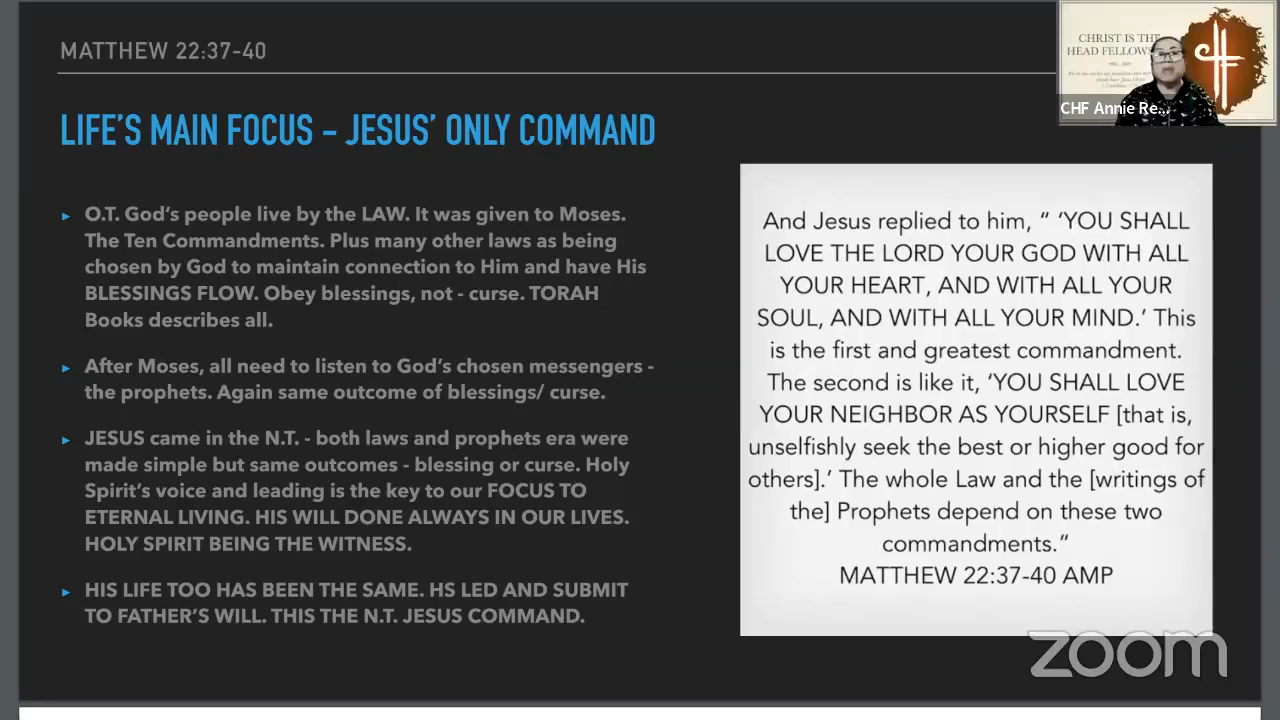 MATTHEW 22:37-40
LIFE'S MAIN FOCUS - JESUS' ONLY COMMAND
▸ O.T. God's people live by the LAW. It was given to Moses.
The Ten Commandments. Plus many other laws as being
chosen by God to maintain connection to Him and have His
BLESSINGS FLOW. Obey blessings, not - curse. TORAH
Books describes all.
▸ After Moses, all need to listen to God's chosen messengers -
the prophets. Again same outcome of blessings/ curse.
▸ JESUS came in the N.T. - both laws and prophets era were
made simple but same outcomes - blessing or curse. Holy
Spirit's voice and leading is the key to our FOCUS TO
ETERNAL LIVING. HIS WILL DONE ALWAYS IN OUR LIVES.
HOLY SPIRIT BEING THE WITNESS.
▸ HIS LIFE TOO HAS BEEN THE SAME. HS LED AND SUBMIT
TO FATHER'S WILL. THIS THE N.T. JESUS COMMAND.
And Jesus replied to him, “ ‘YOU SHALL
LOVE THE LORD YOUR GOD WITH ALL
YOUR HEART, AND WITH ALL YOUR
SOUL, AND WITH ALL YOUR MIND.’ This
is the first and greatest commandment.
The second is like it, ‘YOU SHALL LOVE
YOUR NEIGHBOR AS YOURSELF [that is,
unselfishly seek the best or higher good for
others].’ The whole Law and the [writings of
the] Prophets depend on these two
commandments.”
MATTHEW 22:37-40 AMP
CHRIST IS THE
HEAD
CHF Annie Re...
zoom